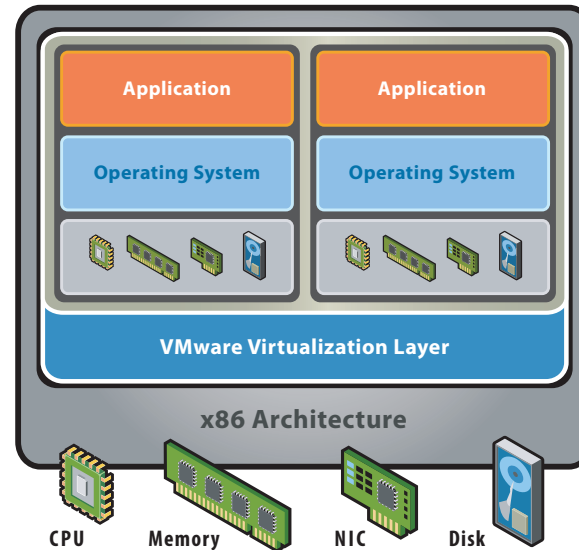 Application
Application
Operating System
Operating System
VMware Virtualization Layer
x86 Architecture
CPU
Memory
NIC
Disk